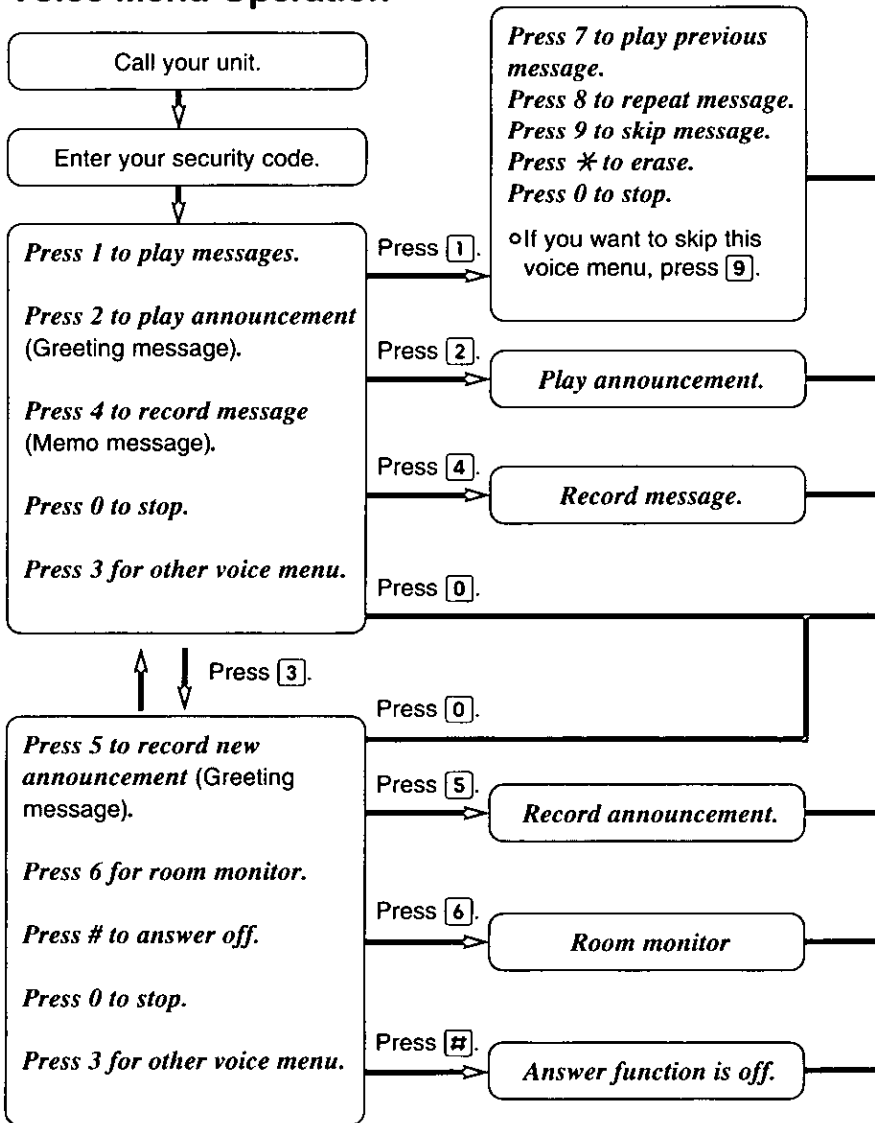 Call your unit.
Enter your security code.
Press 1 to play messages.
Press 2 to play announcement
(Greeting message).
Press 4 to record message
(Memo message).
Press 0 to stop.
Press 3 for other voice menu.
Press 1.
Press 7 to play previous
message.
Press 8 to repeat message.
Press 9 to skip message.
Press * to erase.
Press 0 to stop.
If you want to skip this
voice menu, press 9.
Press 2.
Play announcement.
Press 4.
Record message.
Press 0.
Press 3.
Press 5 to record new
announcement (Greeting
message).
Press 6 for room monitor.
Press # to answer off.
Press 0 to stop.
Press 3 for other voice menu.
Press 0.
Press 5.
Record announcement.
Press 6.
Room monitor
Press #.
Answer function is off.